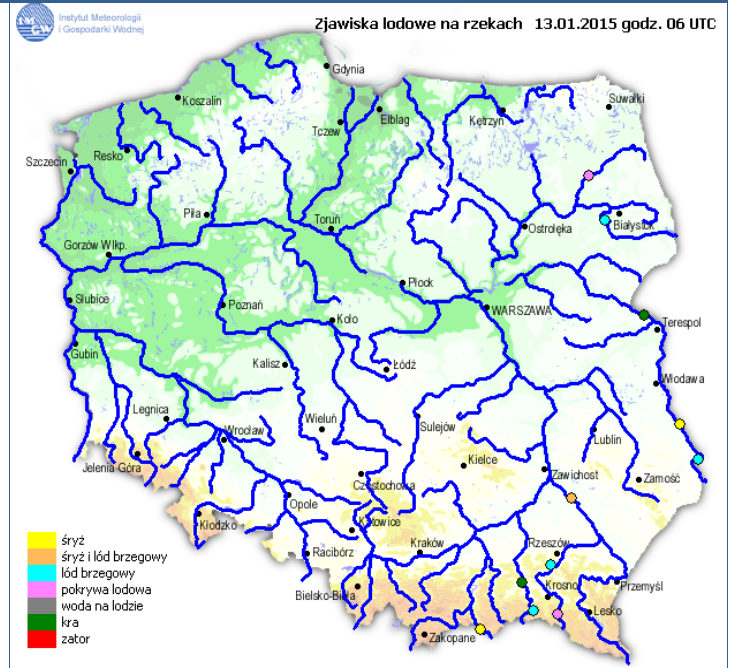 Instytut Meteorologii
i Gospodarki Wodnej
Zjawiska lodowe na rzekach 13.01.2015 godz. 06 UTC
Gdynia
Koszalin
Suwałki
Elbląg
Kętrzyn
Tczew
Resko
Szczecin
Piła
Toruń
Ostrołęka
Białystok
Gorzów Wlkp.
Płock
Słubice
Poznań
WARSZAWA
Koło
Terespol
Gubin
Kalisz
Łódź
Włodawa
Legnica
Wieluń
Sulejów
Wrocław
Lublin
Jelenia Góra
Kielce
Zawichost
Zamość
Częstochowa
Opole
Kłodzko
Katowice
Racibórz
Kraków
Rzeszów
Bielsko-Biała
Krosno
Przemyśl
Lesko
Zakopane
śryż
śryż i lód brzegowy
lód brzegowy
pokrywa lodowa
woda na lodzie
kra
zator